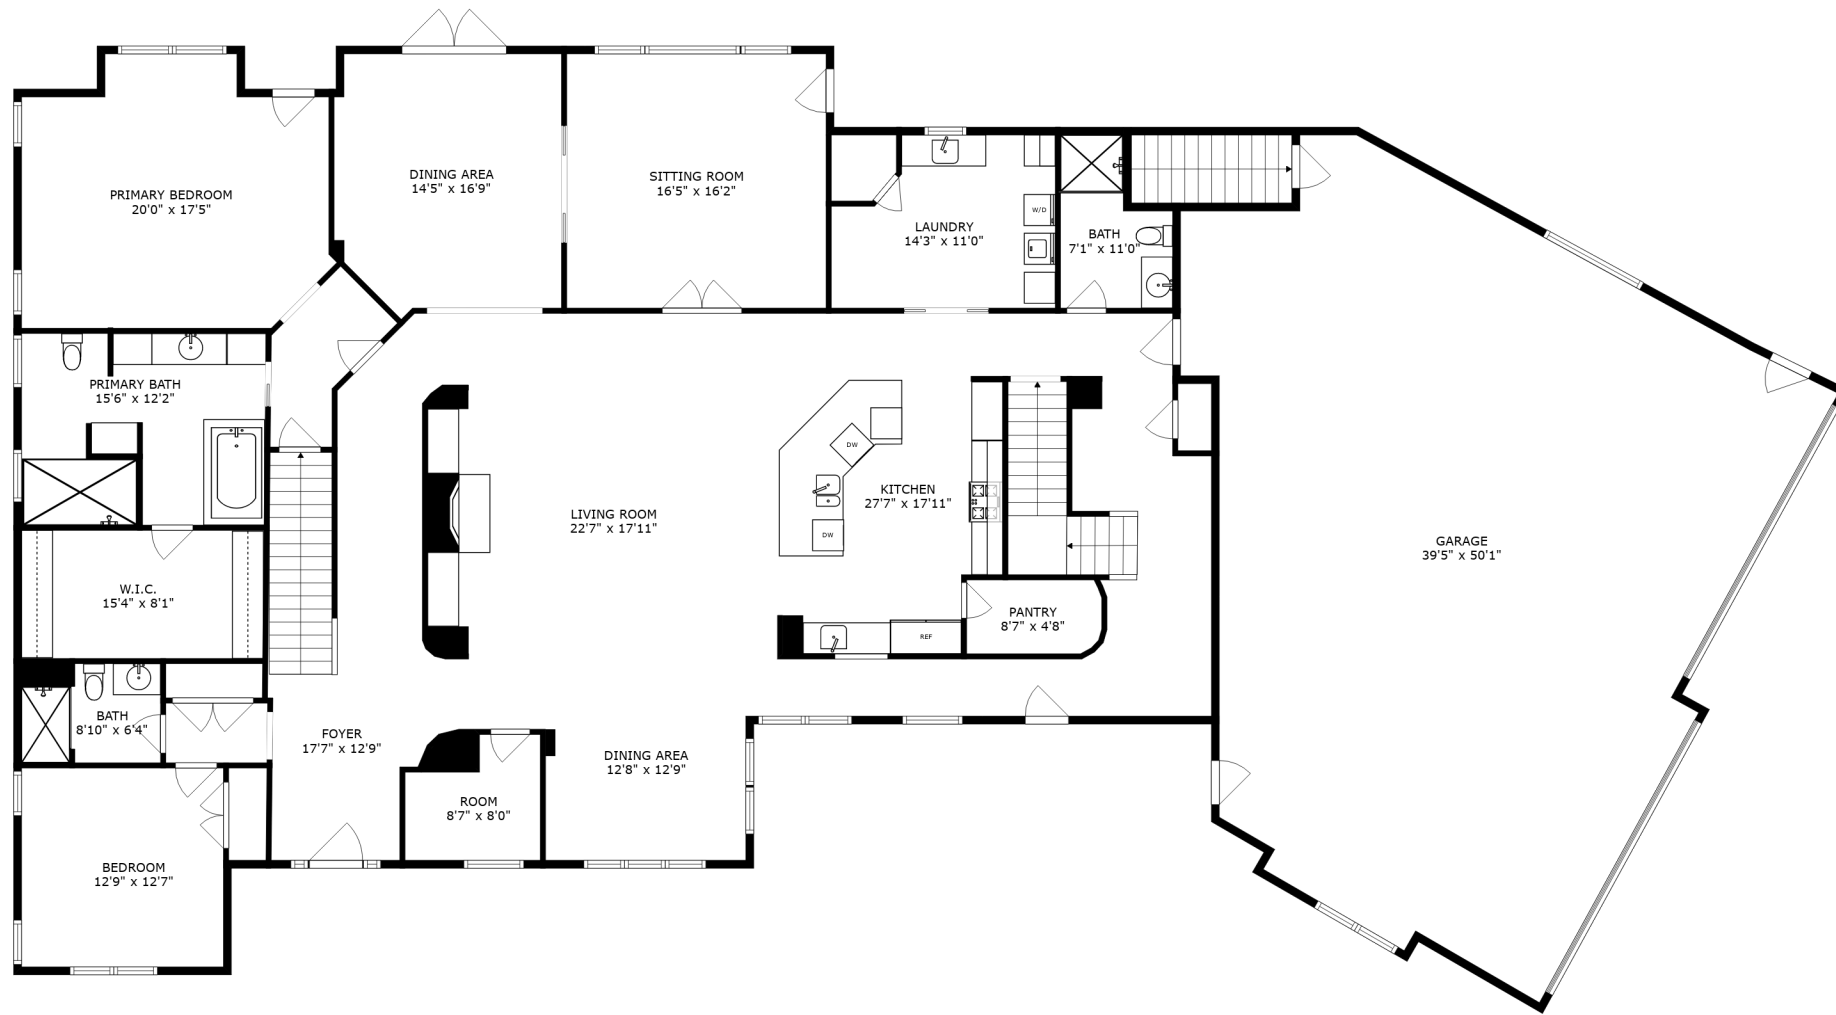 DINING AREA
14'5" x 16'9"
SITTING ROOM
16'5" x 16'2"
PRIMARY BEDROOM
20'0" x 17'5"
W/D
LAUNDRY
14'3" x 11'0"
BATH
7'1" x 11'0"
PRIMARY BATH
15'6" x 12'2"
DW
KITCHEN
27'7" x 17'11"
LIVING ROOM
22'7" x 17'11"
DW
GARAGE
39'5" x 50'1"
W.I.C.
15'4" x 8'1"
PANTRY
8'7" x 4'8"
REF
BATH
8'10" x 6'4"
FOYER
17'7" x 12'9"
DINING AREA
12'8" x 12'9"
ROOM
8'7" x 8'0"
BEDROOM
12'9" x 12'7"